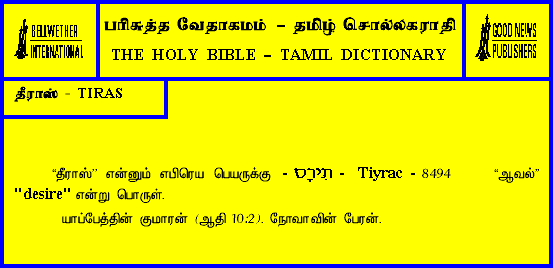 BELLWETHER
INTERNATIONAL
பரிசுத்த வேதாகமம் – தமிழ் சொல்லகராதி
THE HOLY BIBLE – TAMIL DICTIONARY
GOOD NEWS
PUBLISHERS
தீராஸ் - TIRAS
“தீராஸ்” என்னும் எபிரெய பெயருக்கு - תִּירָס - Tiyrac - 8494 “ஆவல்”
"desire" என்று பொருள்.
யாப்பேத்தின் குமாரன் (ஆதி 10:2). நோவாவின் பேரன்.